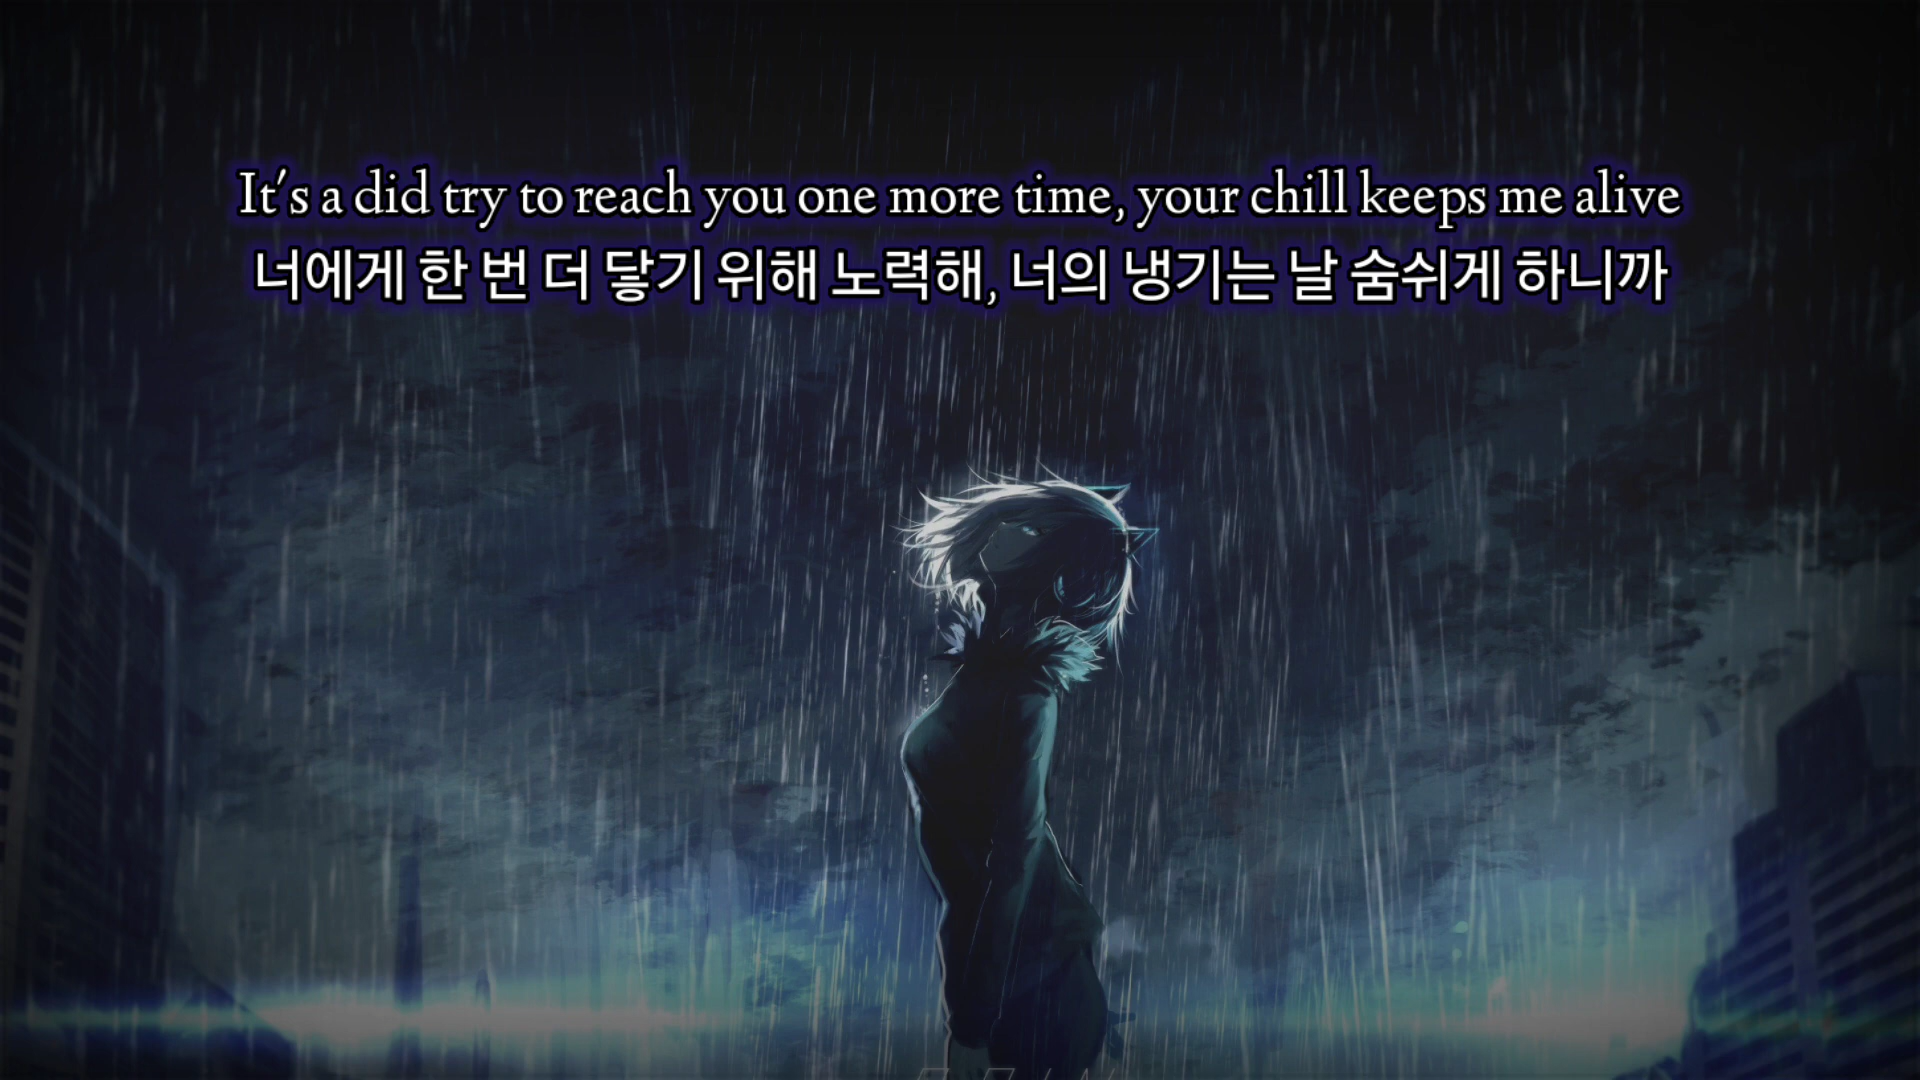 It's a did try to reach you one more time, your chill keeps me alive
너에게 한 번 더 닿기 위해 노력해, 너의 냉기는 날 숨쉬게 하니까